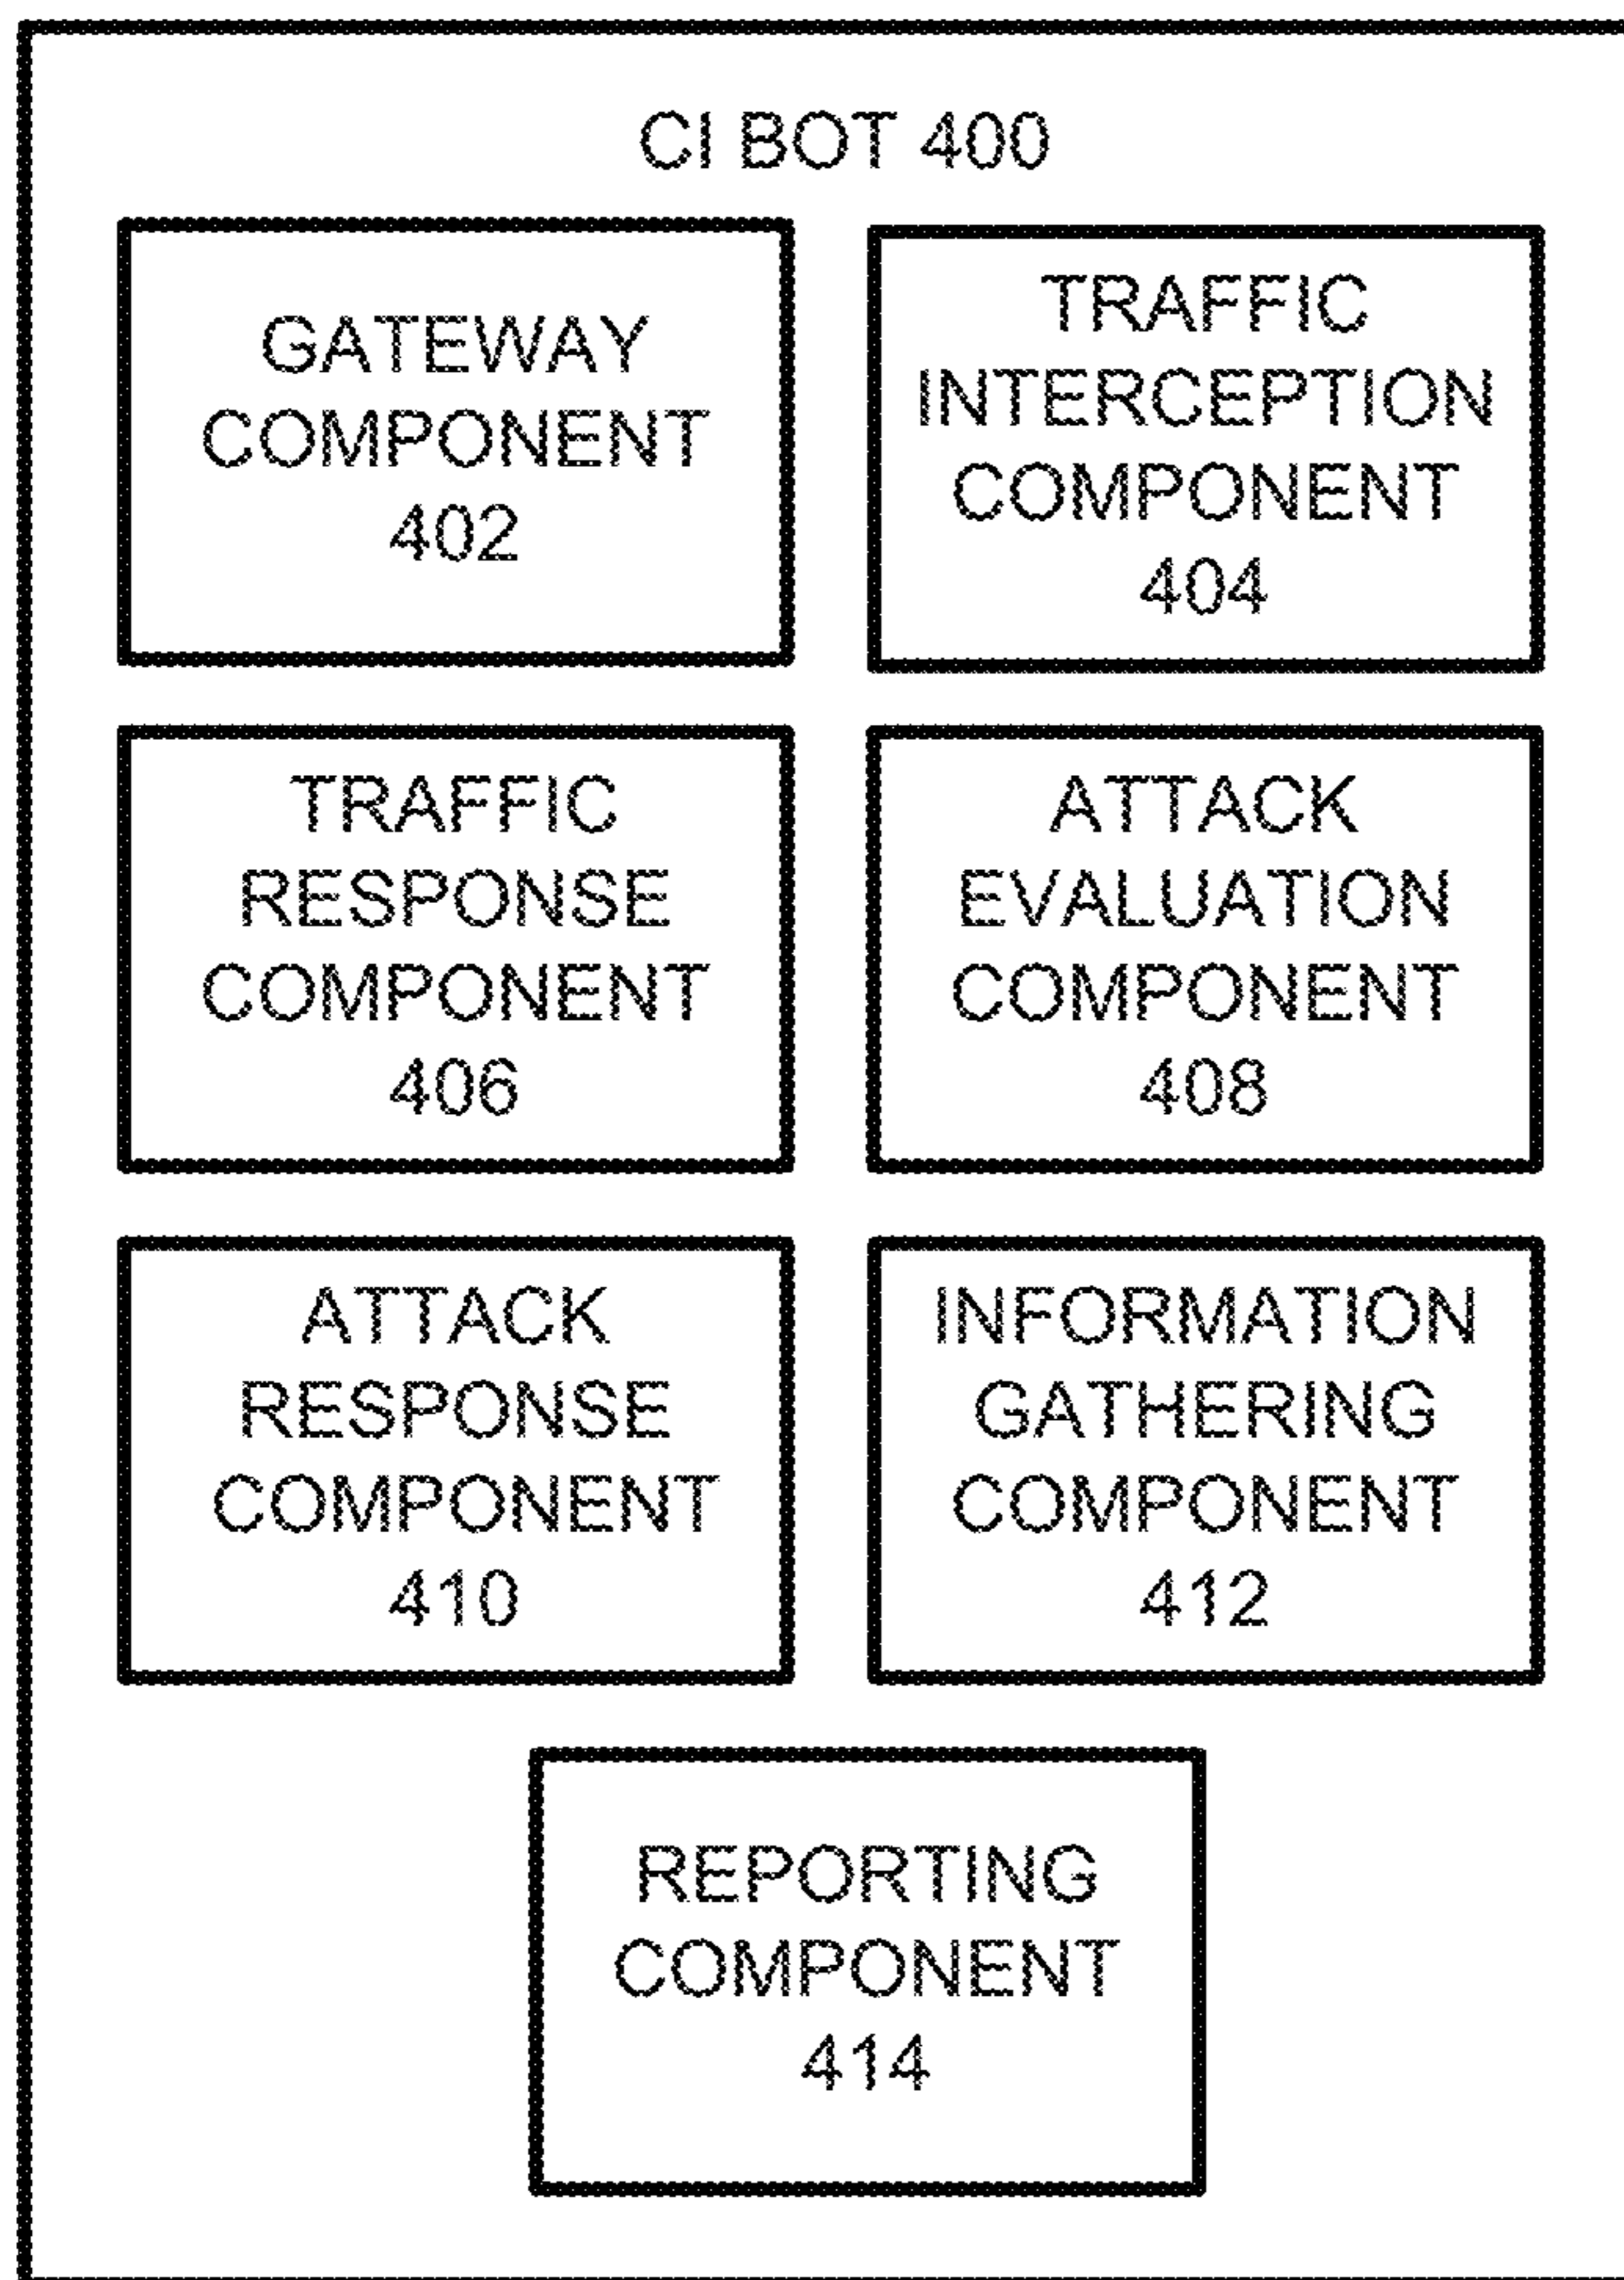 CI BOT 400
GATEWAY
COMPONENT
402
TRAFFIC
INTERCEPTION
COMPONENT
404
TRAFFIC
RESPONSE
COMPONENT
406
ATTACK
EVALUATION
COMPONENT
408
ATTACK
RESPONSE
COMPONENT
410
INFORMATION
GATHERING
COMPONENT
412
REPORTING
COMPONENT
414